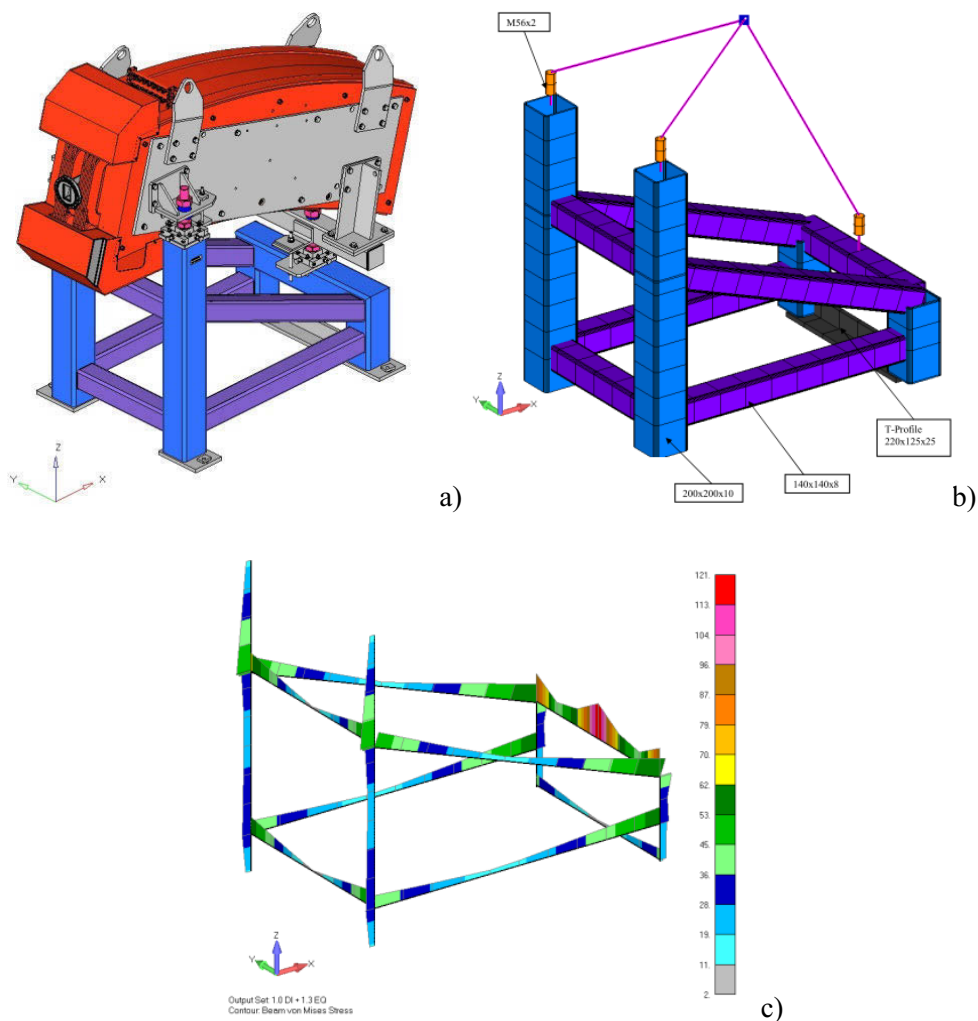 M56x2
Z
Y
X
a)
Z
Y
X
T-Profile
220x125x25
140x140x8
200x200x10
b)
121.
113.
104.
96.
87.
79.
70.
62.
53.
45.
36.
28.
19.
11.
2.
Z
Y
X
Output Set: 1.0 DI + 1.3 EQ
Contour: Beam von Mises Stress
c)